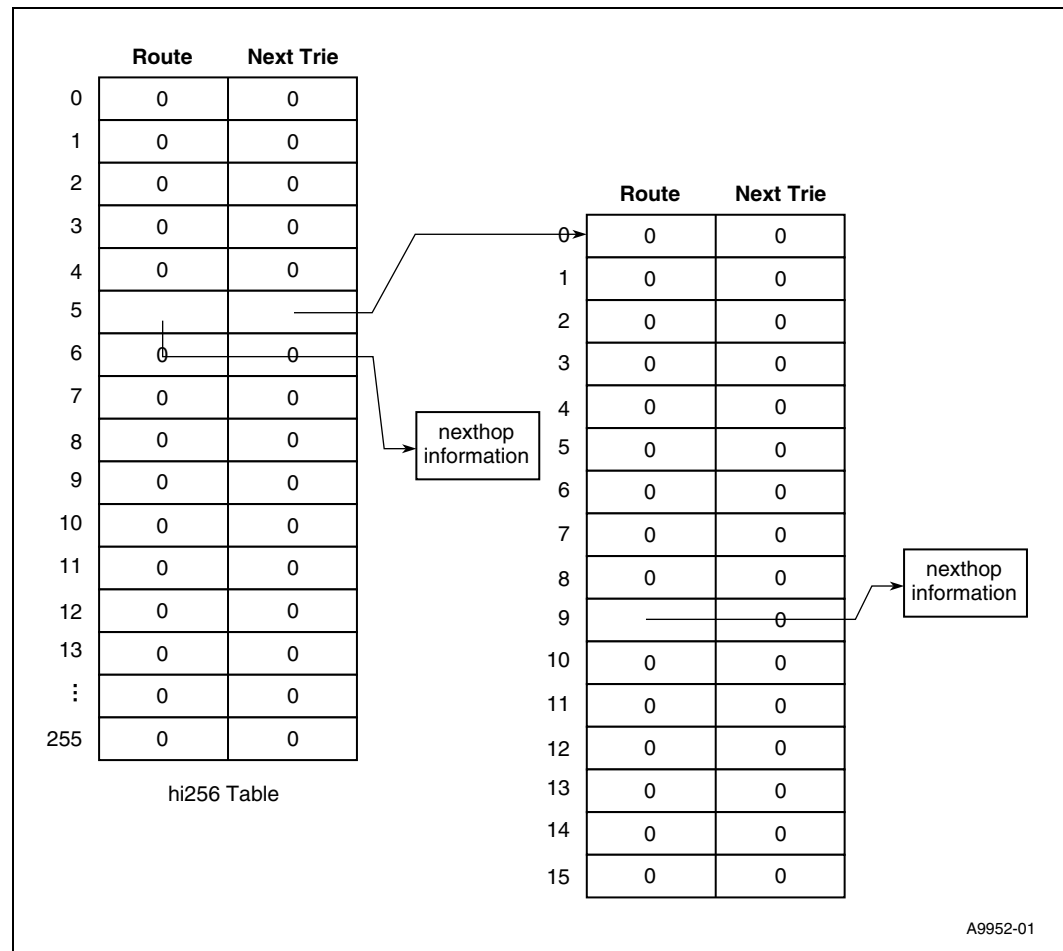 Route Next Trie
0 0 0
1 0 0
2 0 0
3 0 0
4 0 0
5
6 0 0
7 0 0
8 0 0
9 0 0
10 0 0
11 0 0
12 0 0
13 0 0
⋮ 0 0
255 0 0
hi256 Table
nexthop
information
Route Next Trie
0 0 0
1 0 0
2 0 0
3 0 0
4 0 0
5 0 0
6 0 0
7 0 0
8 0 0
9 0
10 0 0
11 0 0
12 0 0
13 0 0
14 0 0
15 0 0
nexthop
information
A9952-01